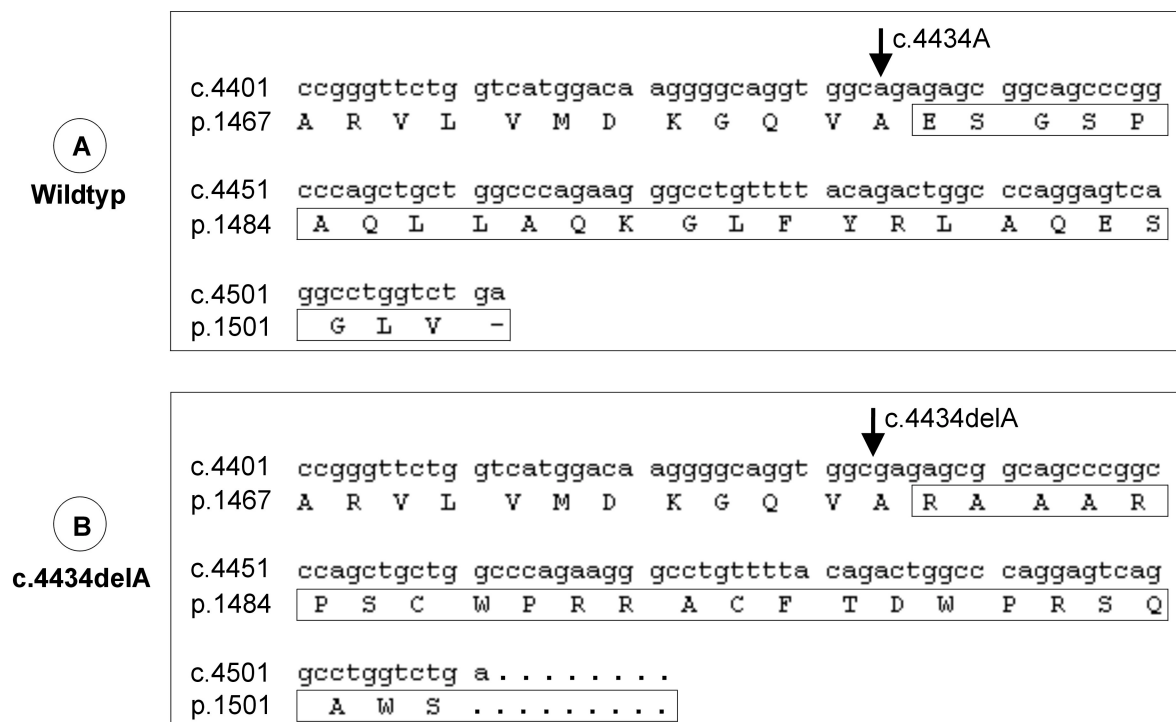 c.4434A
c.4401 ccgggttctg gtcatggaca aggggcaggt ggcagagagc ggcagcccgg
p.1467 A R V L V M D K G Q V A E S G S P
A
Wildtyp
c.4451 cccagctgct ggcccagaag ggcctgtttt acagactggc ccaggagtca
p.1484 A Q L L A Q K G L F Y R L A Q E S
c.4501 ggcctggtct ga
p.1501 G L V -
c.4434delA
c.4401 ccgggttctg gtcatggaca aggggcaggt ggcgagagcg gcagcccggc
p.1467 A R V L V M D K G Q V A R A A A R
B
c.4434delA
c.4451 ccagctgctg gcccagaagg gcctgtttta cagactggcc caggagtcag
p.1484 P S C W P R R A C F T D W P R S Q
c.4501 gcctggtctg a . . . . . . . .
p.1501 A W S . . . . . . . . .